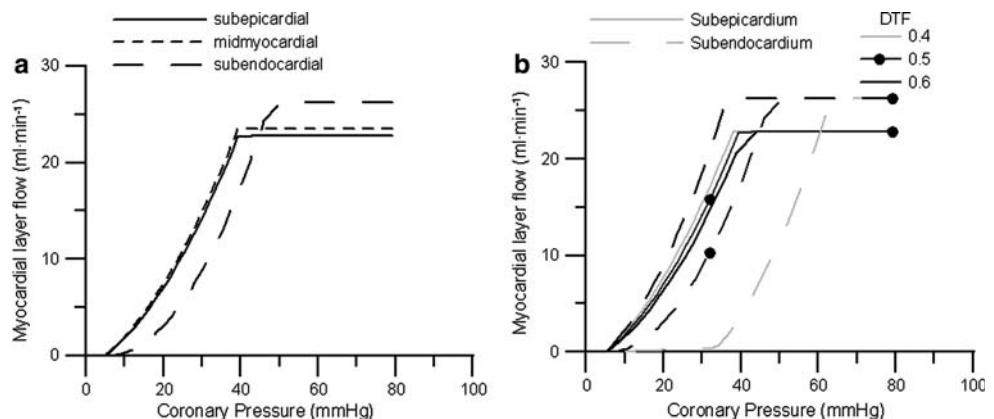 subepicardial
midmyocardial
subendocardial
a
30
20
10
0
Myocardial layer flow (ml·min⁻¹)
0 20 40 60 80 100
Coronary Pressure (mmHg)
Subepicardium
Subendocardium
DTF
0.4
0.5
0.6
b
30
20
10
0
Myocardial layer flow (ml·min⁻¹)
0 20 40 60 80 100
Coronary Pressure (mmHg)